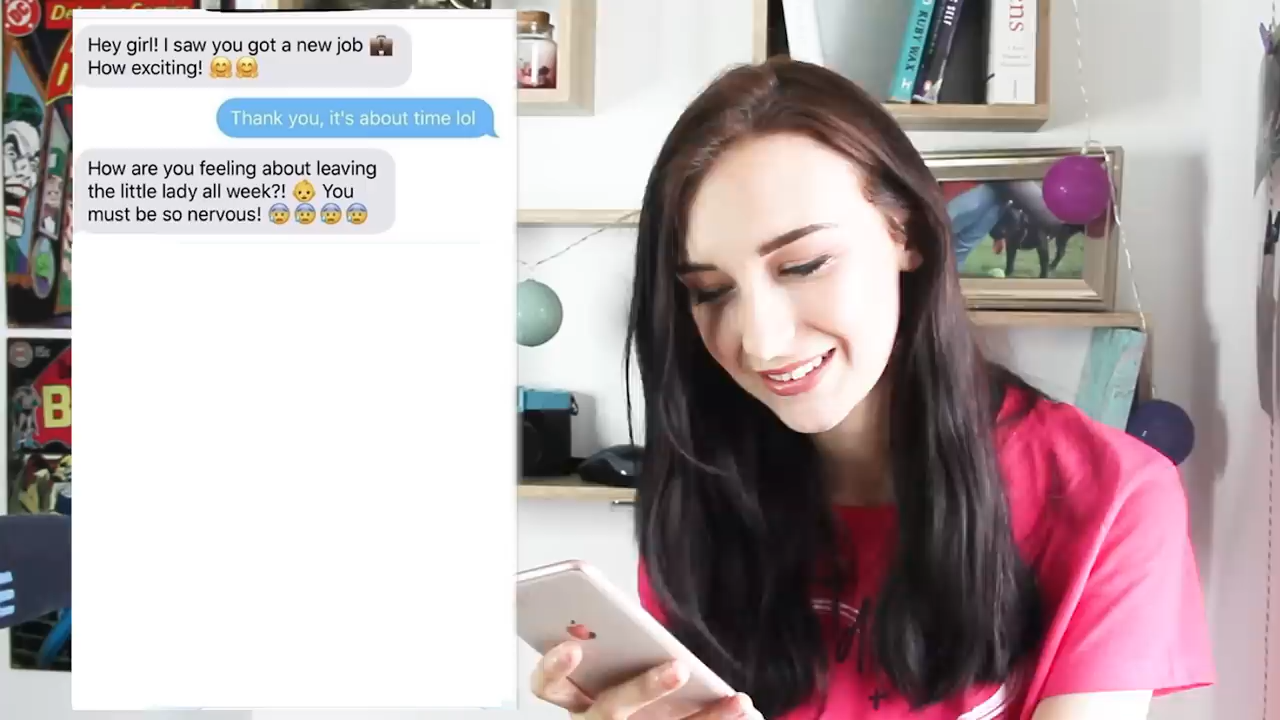 Hey girl! I saw you got a new job 💼
How exciting! 🤗🤗
Thank you, it's about time lol
How are you feeling about leaving
the little lady all week?! 👶 You
must be so nervous! 😰😰😰😰
RUBY WAX